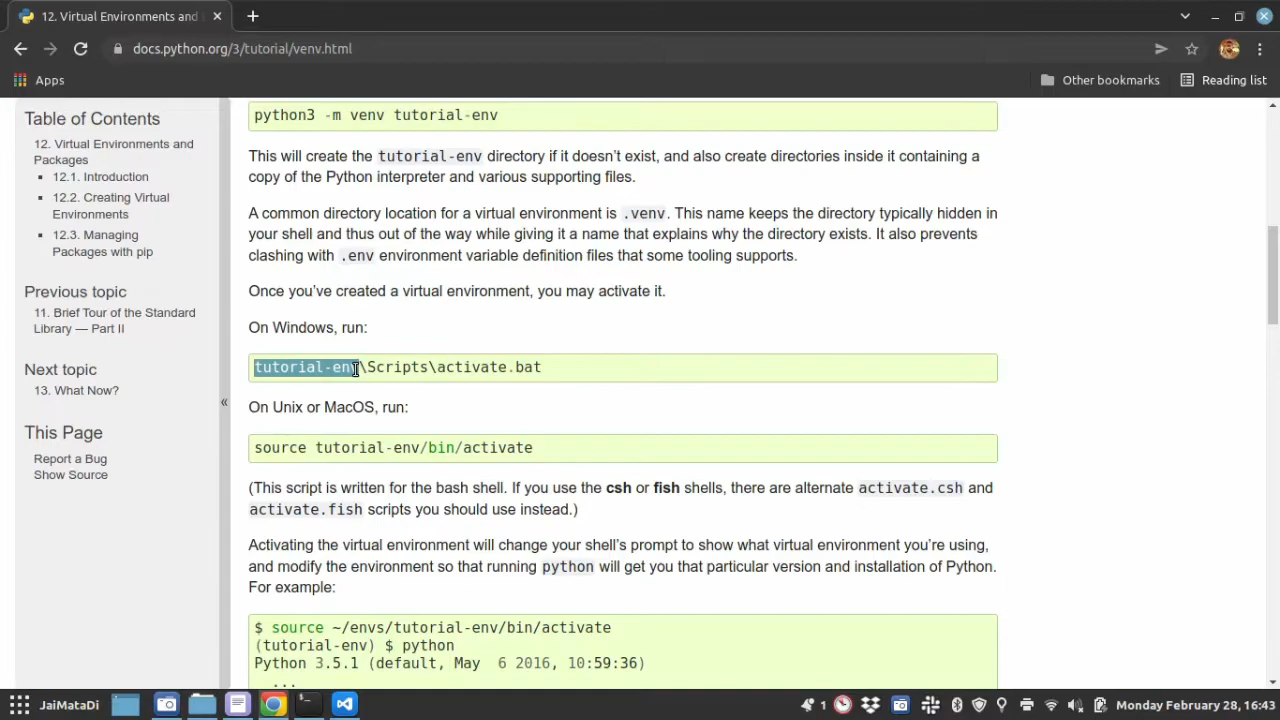 12. Virtual Environments and
docs.python.org/3/tutorial/venv.html
Apps
Other bookmarks
Reading list
Table of Contents
12. Virtual Environments and
Packages
12.1. Introduction
12.2. Creating Virtual
Environments
12.3. Managing
Packages with pip
Previous topic
11. Brief Tour of the Standard
Library — Part II
Next topic
13. What Now?
This Page
Report a Bug
Show Source
«
python3 -m venv tutorial-env
This will create the tutorial-env directory if it doesn’t exist, and also create directories inside it containing a
copy of the Python interpreter and various supporting files.
A common directory location for a virtual environment is .venv. This name keeps the directory typically hidden in
your shell and thus out of the way while giving it a name that explains why the directory exists. It also prevents
clashing with .env environment variable definition files that some tooling supports.
Once you’ve created a virtual environment, you may activate it.
On Windows, run:
tutorial-env\Scripts\activate.bat
On Unix or MacOS, run:
source tutorial-env/bin/activate
(This script is written for the bash shell. If you use the csh or fish shells, there are alternate activate.csh and
activate.fish scripts you should use instead.)
Activating the virtual environment will change your shell’s prompt to show what virtual environment you’re using,
and modify the environment so that running python will get you that particular version and installation of Python.
For example:
$ source ~/envs/tutorial-env/bin/activate
(tutorial-env) $ python
Python 3.5.1 (default, May  6 2016, 10:59:36)
...
JaiMataDi
1
Monday February 28, 16:43